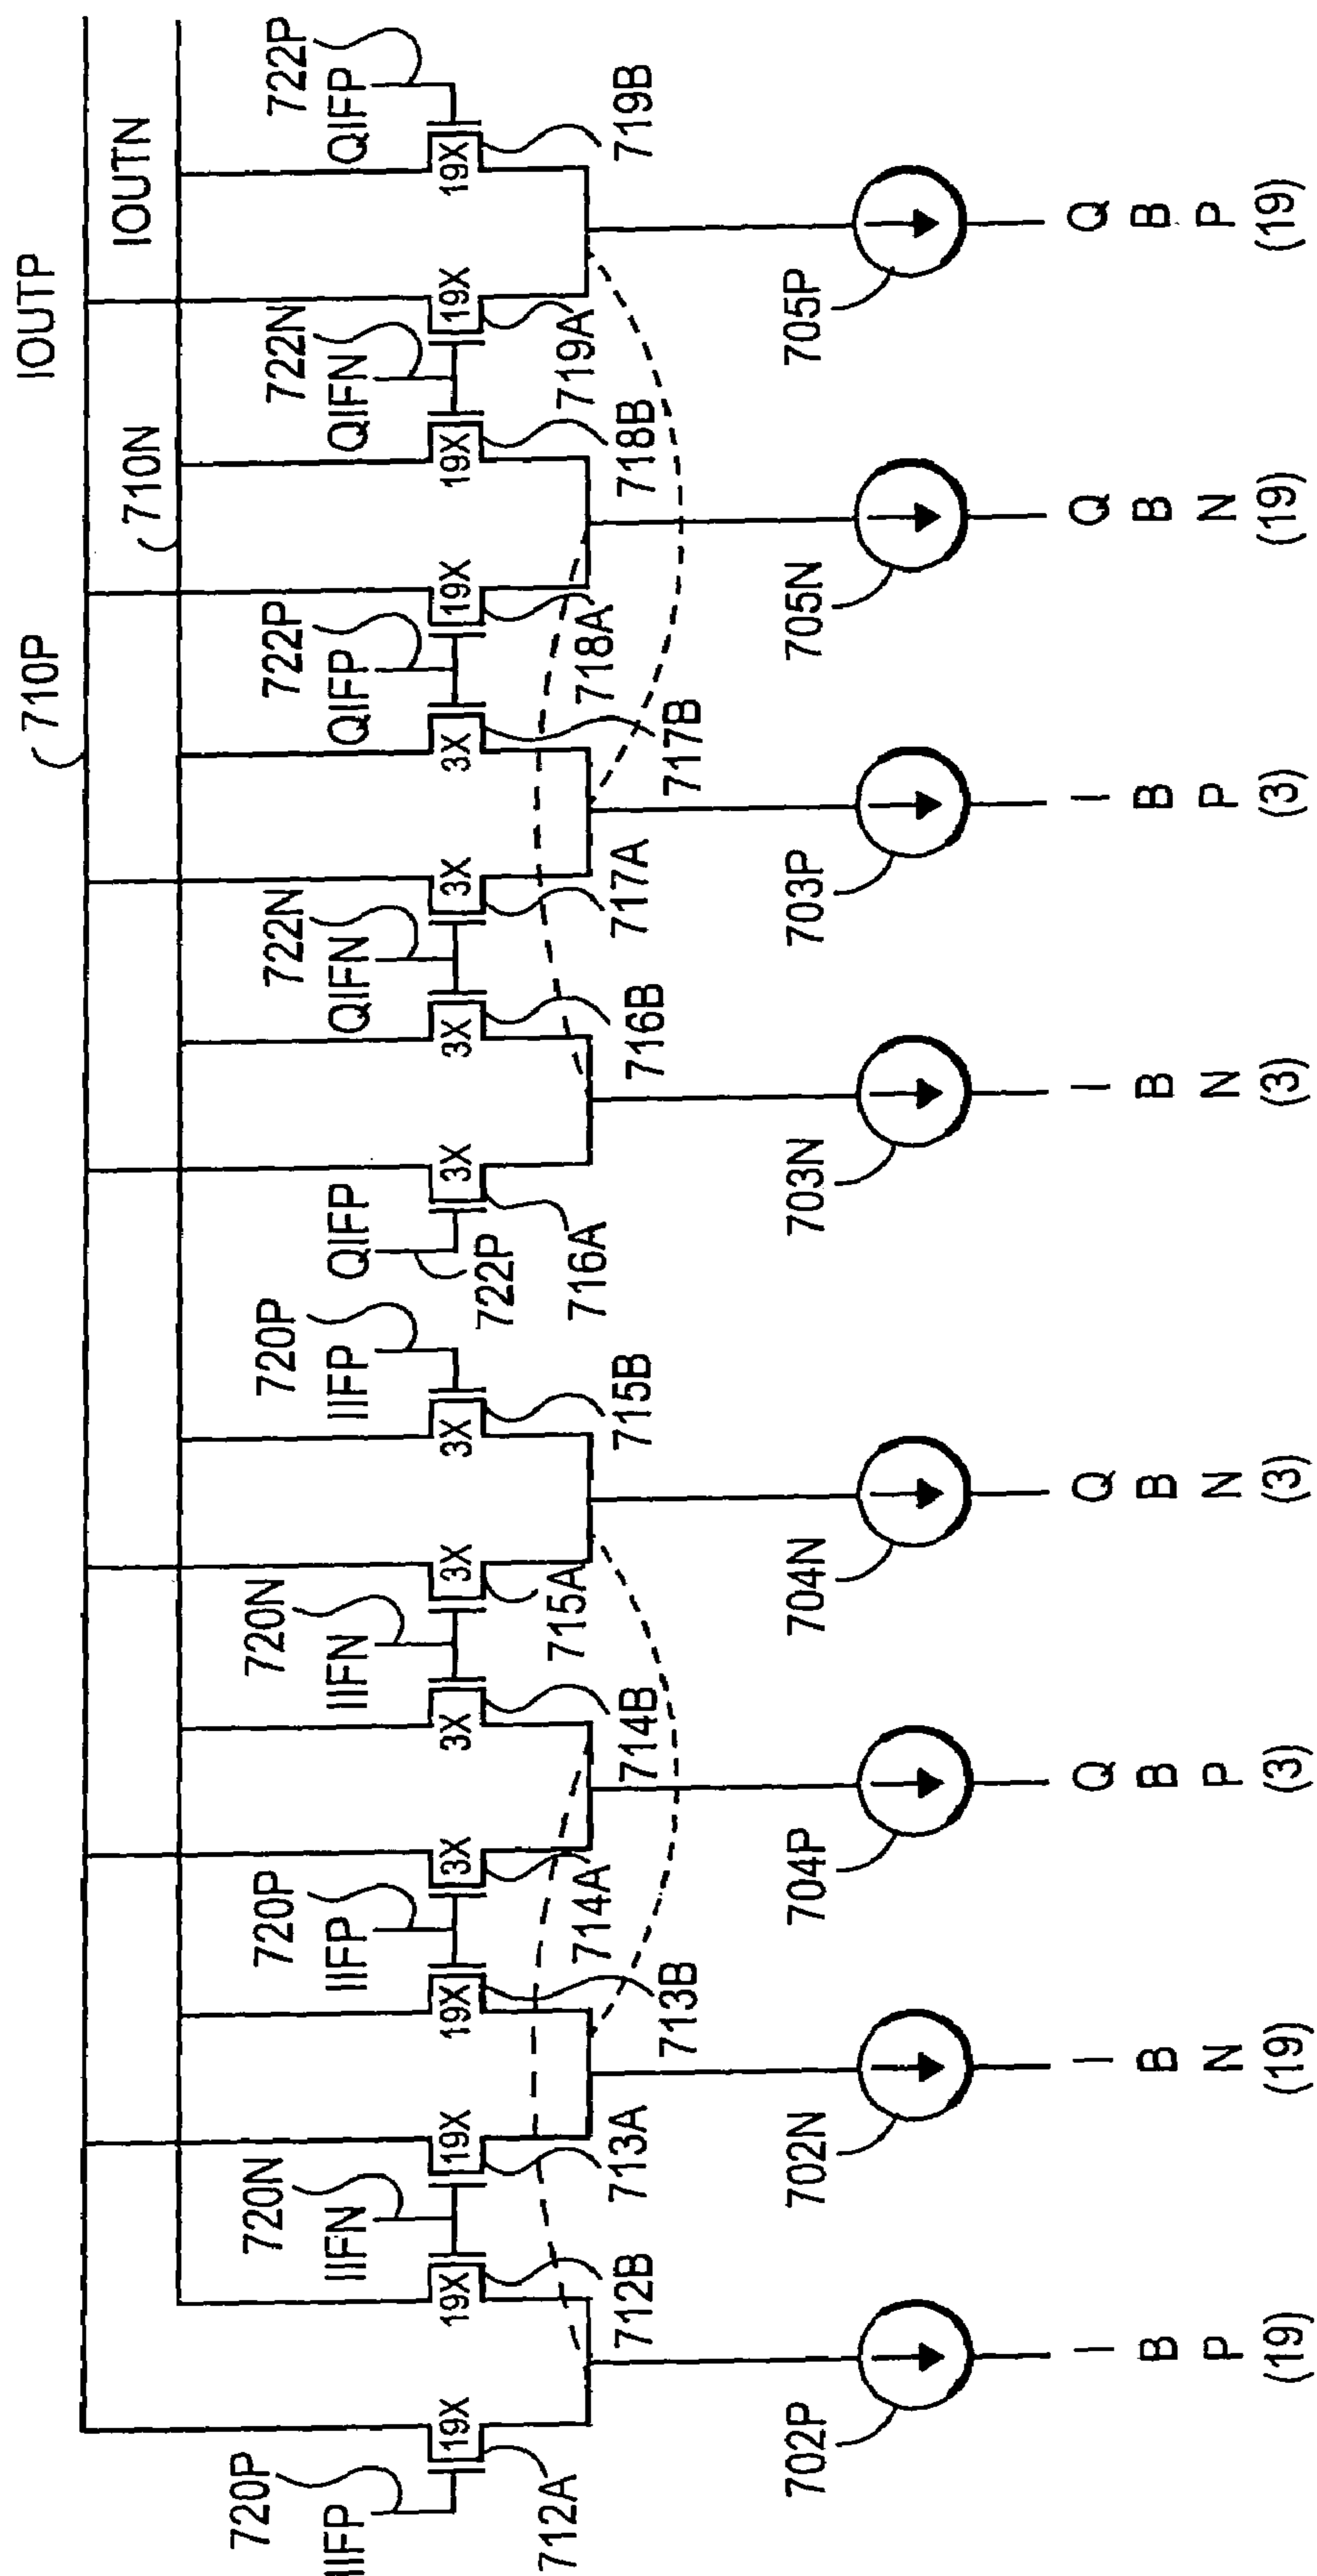 IOUTP
710P
710N
IOUTN
720P
IIFP
720N
IIFN
720P
IIFP
720N
IIFN
720P
IIFP
QIFP
722P
722N
QIFN
722P
QIFP
722N
QIFN
722P
QIFP
19X
19X
19X
19X
3X
3X
3X
3X
3X
3X
3X
3X
19X
19X
19X
19X
712A
712B
713A
713B
714A
714B
715A
715B
716A
716B
717A
717B
718A
718B
719A
719B
702P
702N
704P
704N
703N
703P
705N
705P
I
B
P
(19)
I
B
N
(19)
Q
B
P
(3)
Q
B
N
(3)
I
B
N
(3)
I
B
P
(3)
Q
B
N
(19)
Q
B
P
(19)